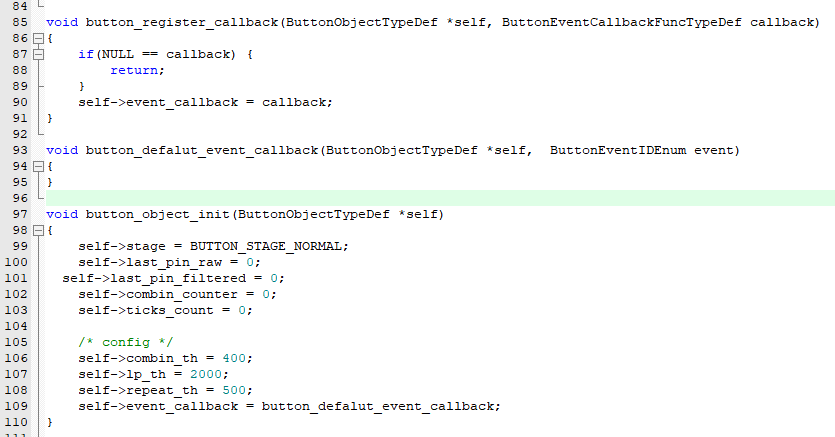 84
85 void button_register_callback(ButtonObjectTypeDef *self, ButtonEventCallbackFuncTypeDef callback)
86 {
87     if(NULL == callback) {
88         return;
89     }
90     self->event_callback = callback;
91 }
92
93 void button_defalut_event_callback(ButtonObjectTypeDef *self,  ButtonEventIDEnum event)
94 {
95 }
96
97 void button_object_init(ButtonObjectTypeDef *self)
98 {
99     self->stage = BUTTON_STAGE_NORMAL;
100     self->last_pin_raw = 0;
101   self->last_pin_filtered = 0;
102     self->combin_counter = 0;
103     self->ticks_count = 0;
104
105     /* config */
106     self->combin_th = 400;
107     self->lp_th = 2000;
108     self->repeat_th = 500;
109     self->event_callback = button_defalut_event_callback;
110 }